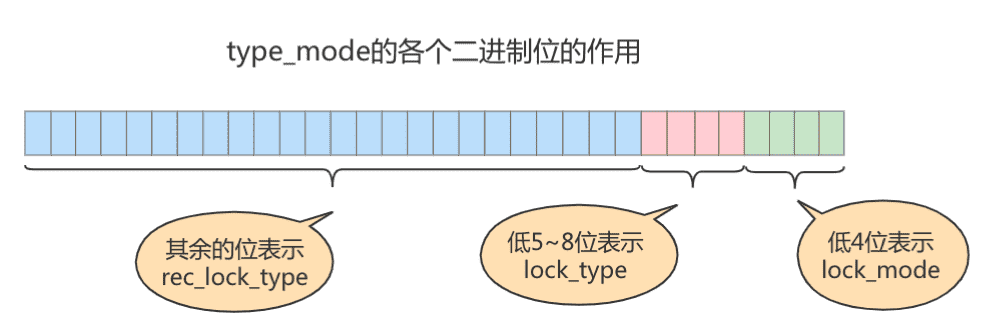 type_mode的各个二进制位的作用
其余的位表示
rec_lock_type
低5~8位表示
lock_type
低4位表示
lock_mode